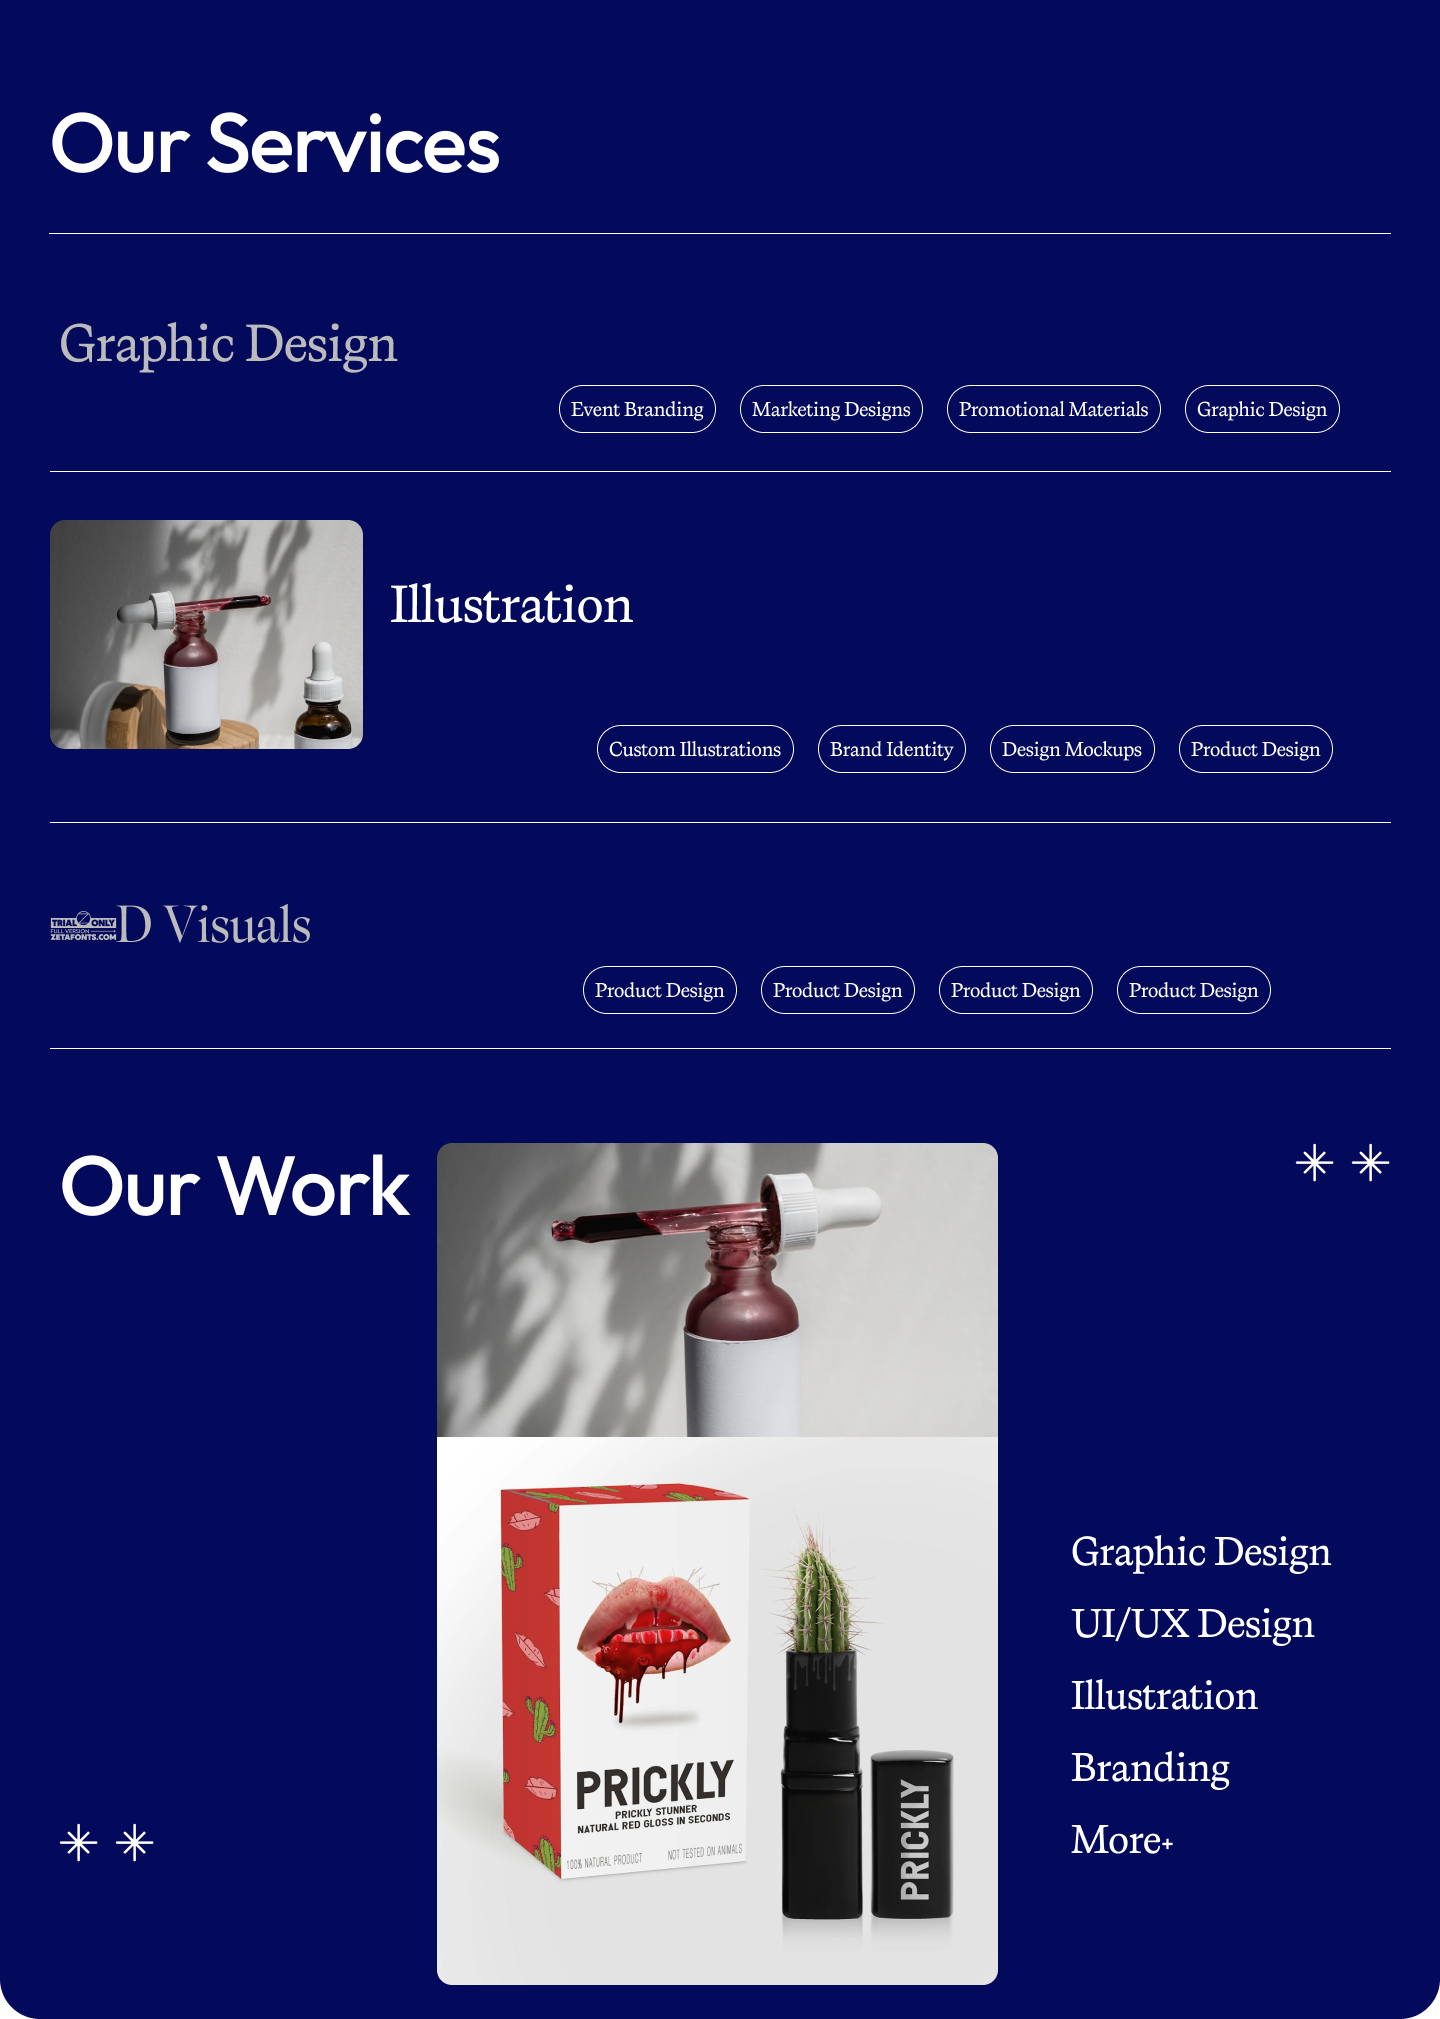 Our Services
Graphic Design
Event Branding
Marketing Designs
Promotional Materials
Graphic Design
Illustration
Custom Illustrations
Brand Identity
Design Mockups
Product Design
TRIAL ONLY
FULL VERSION
ZETAFONTS.COM
D Visuals
Product Design
Product Design
Product Design
Product Design
Our Work
PRICKLY
PRICKLY STUNNER
NATURAL RED GLOSS IN SECONDS
100% NATURAL PRODUCT
NOT TESTED ON ANIMALS
PRICKLY
Graphic Design
UI/UX Design
Illustration
Branding
More+